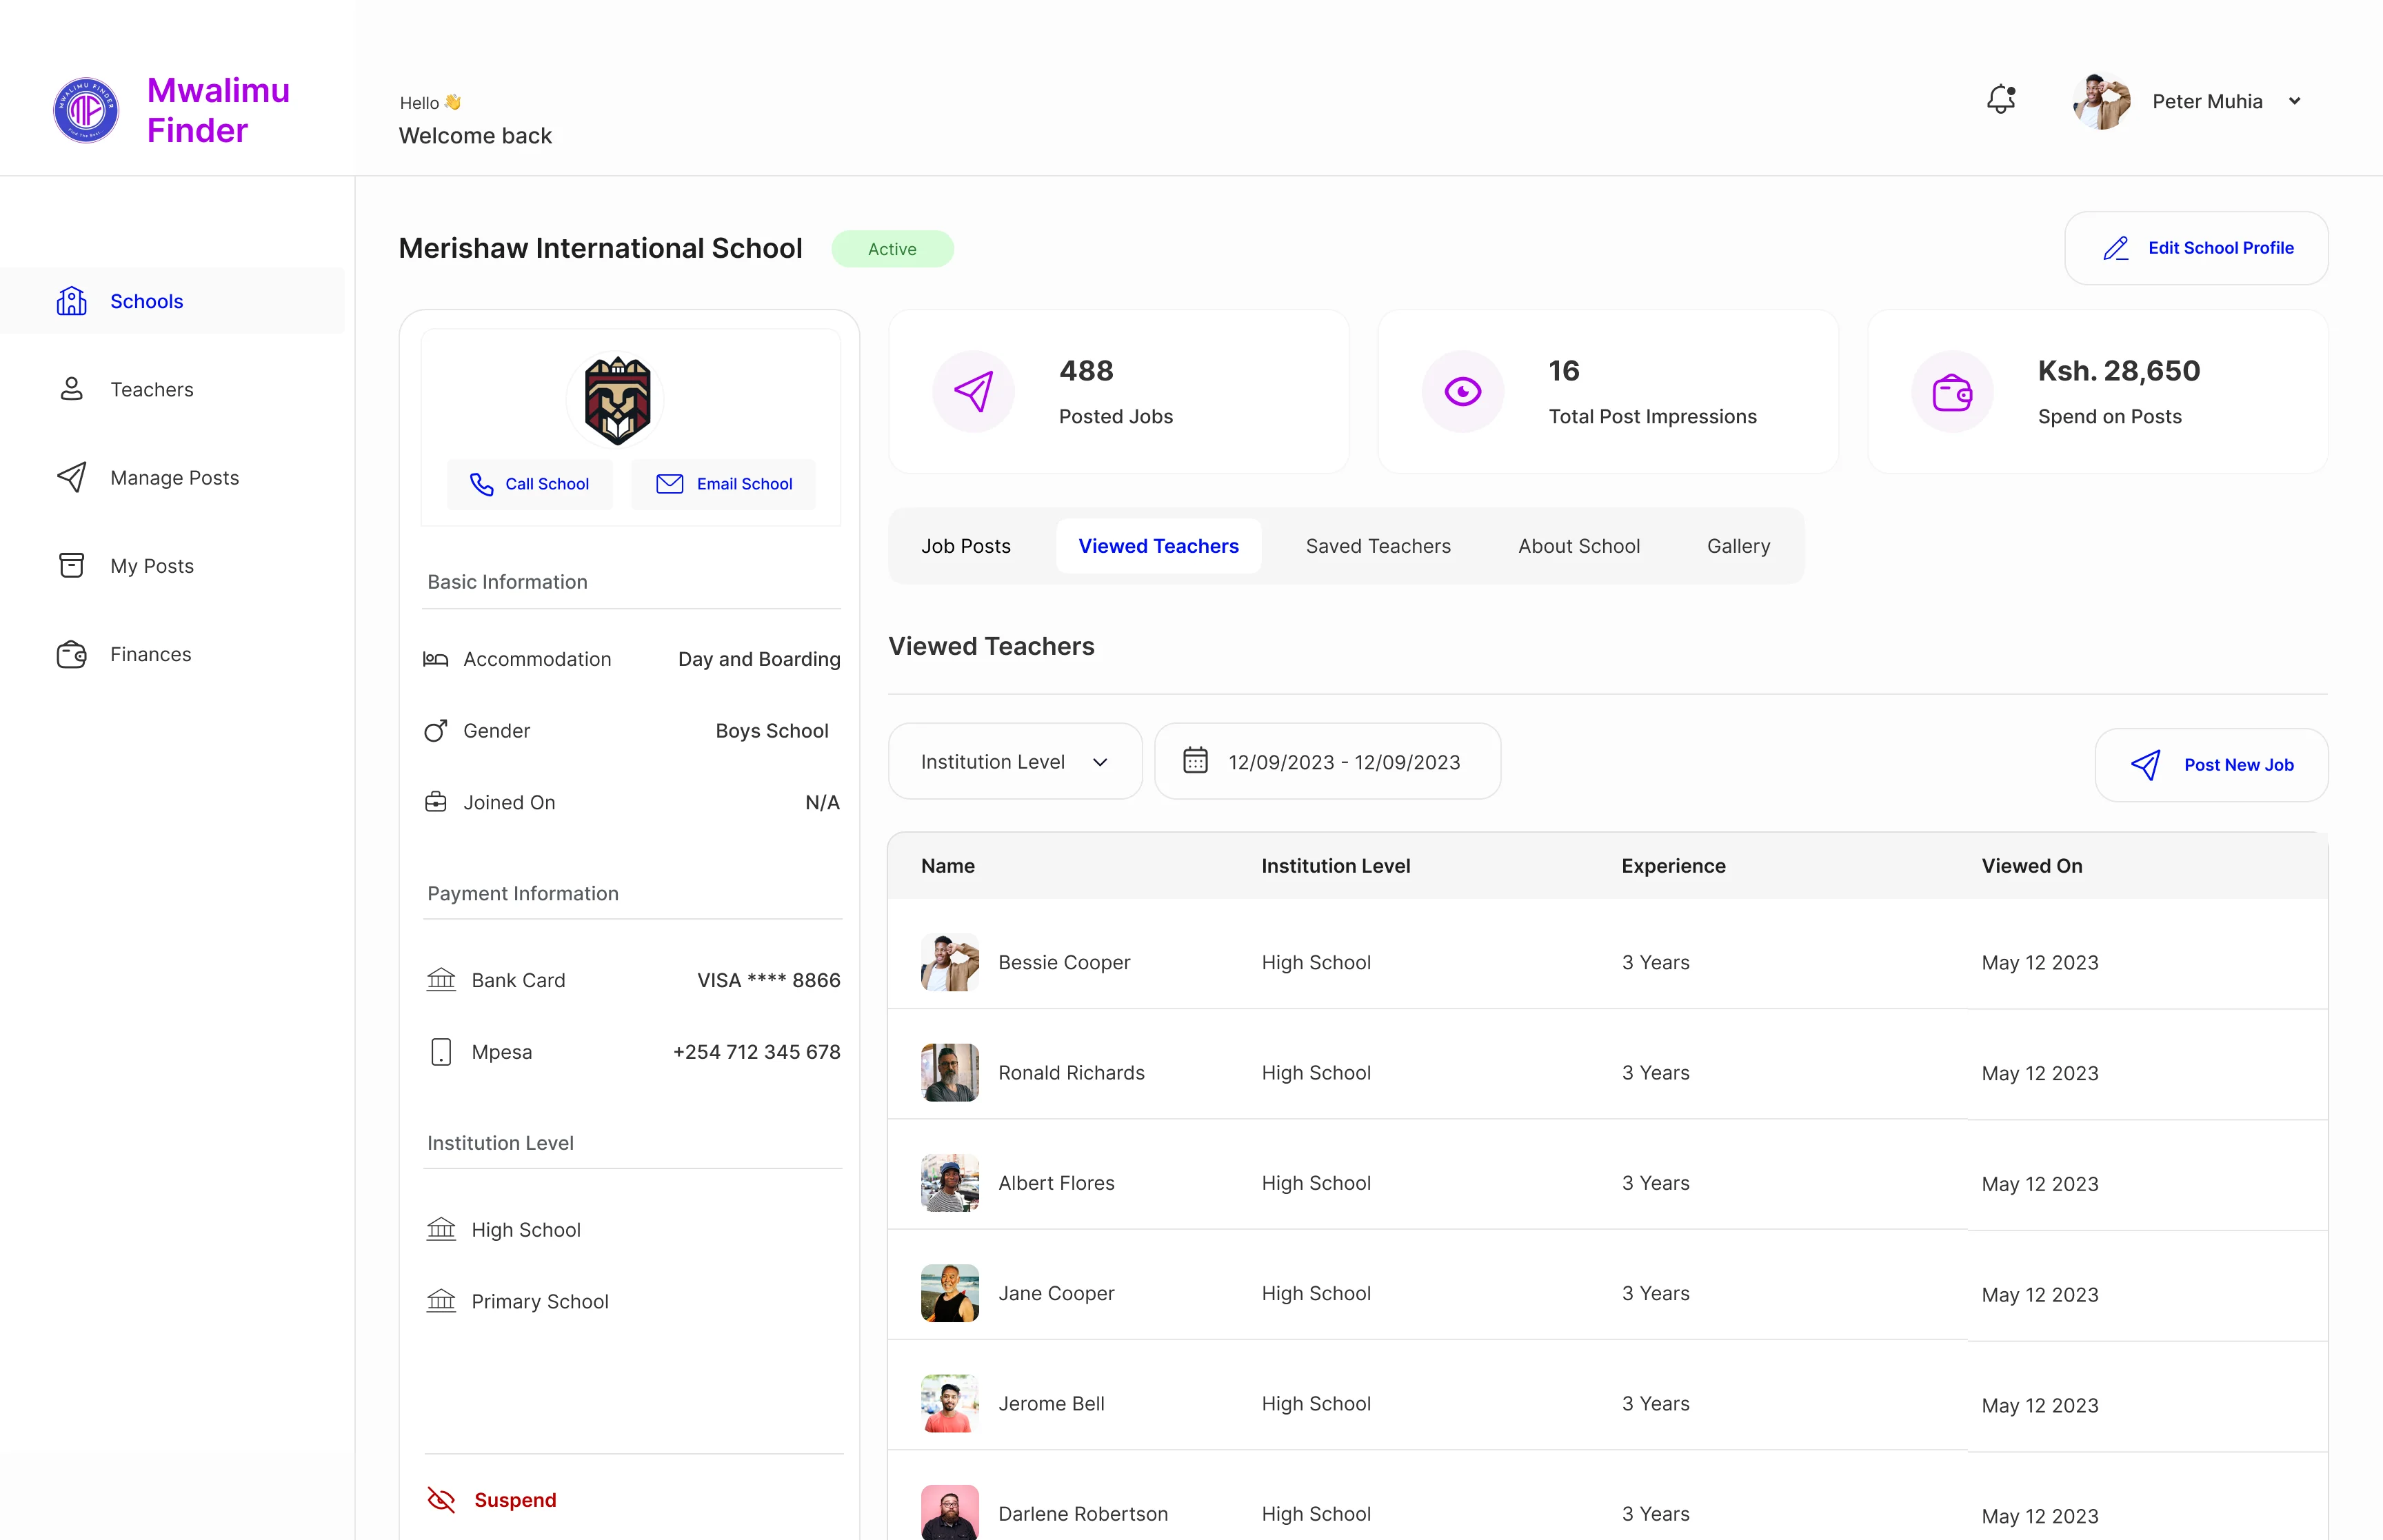 MWALIMU FINDER
Find the Best
Mwalimu
Finder
Hello 👋
Welcome back
Peter Muhia
Schools
Teachers
Manage Posts
My Posts
Finances
Merishaw International School
Active
Edit School Profile
Call School
Email School
Basic Information
Accommodation Day and Boarding
Gender Boys School
Joined On N/A
Payment Information
Bank Card VISA **** 8866
Mpesa +254 712 345 678
Institution Level
High School
Primary School
Suspend
488
Posted Jobs
16
Total Post Impressions
Ksh. 28,650
Spend on Posts
Job Posts Viewed Teachers Saved Teachers About School Gallery
Viewed Teachers
Institution Level 12/09/2023 - 12/09/2023 Post New Job
Name Institution Level Experience Viewed On
Bessie Cooper High School 3 Years May 12 2023
Ronald Richards High School 3 Years May 12 2023
Albert Flores High School 3 Years May 12 2023
Jane Cooper High School 3 Years May 12 2023
Jerome Bell High School 3 Years May 12 2023
Darlene Robertson High School 3 Years May 12 2023